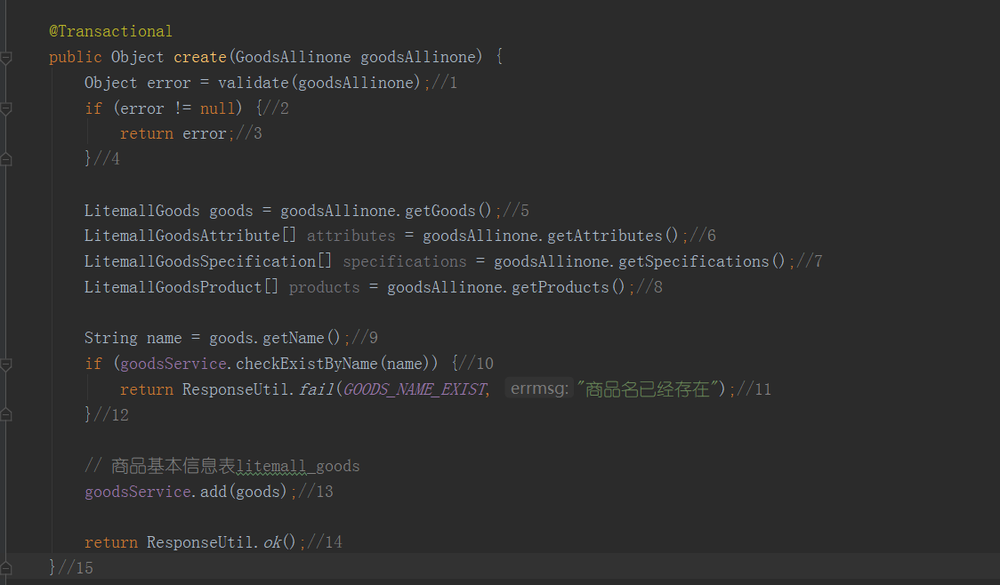 @Transactional
public Object create(GoodsAllinone goodsAllinone) {
Object error = validate(goodsAllinone);//1
if (error != null) {//2
return error;//3
}//4
LitemallGoods goods = goodsAllinone.getGoods();//5
LitemallGoodsAttribute[] attributes = goodsAllinone.getAttributes();//6
LitemallGoodsSpecification[] specifications = goodsAllinone.getSpecifications();//7
LitemallGoodsProduct[] products = goodsAllinone.getProducts();//8
String name = goods.getName();//9
if (goodsService.checkExistByName(name)) {//10
return ResponseUtil.fail(GOODS_NAME_EXIST, errmsg: "商品名已经存在");//11
}//12
// 商品基本信息表litemall_goods
goodsService.add(goods);//13
return ResponseUtil.ok();//14
}//15